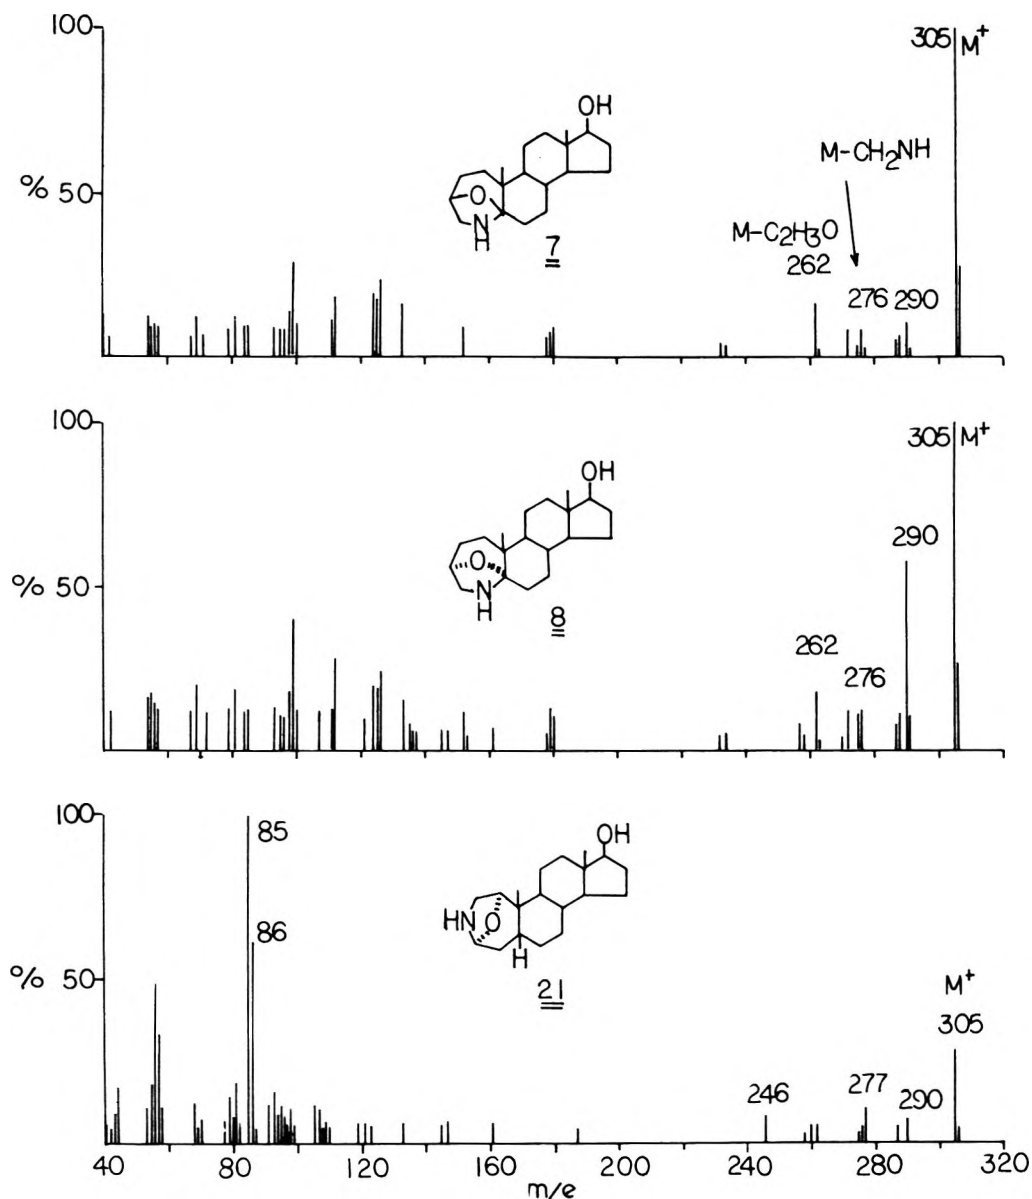 100
305 M⁺
OH
M-CH₂NH
% 50
O
N
H
7
M-C₂H₃O
262
276 290
100
305 M⁺
OH
290
% 50
O
N
H
8
262
276
100
85
OH
86
HN
O
H
21
% 50
M⁺
305
246
277
290
40 80 120 160 200 240 280 320
m/e